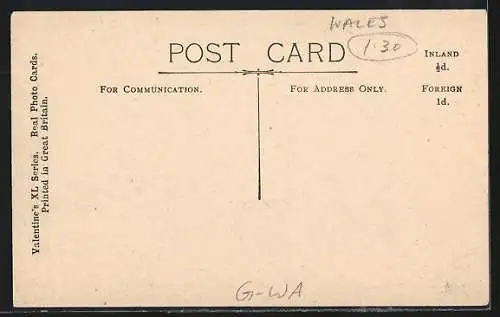 WALES
POST CARD
1.30
INLAND
½d.
FOR COMMUNICATION.
FOR ADDRESS ONLY.
FOREIGN
1d.
Valentine's XL Series. Real Photo Cards.
Printed in Great Britain.
G-WA